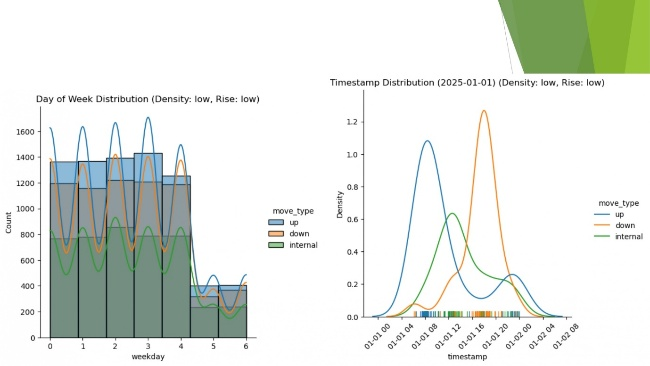 Day of Week Distribution (Density: low, Rise: low)
1600
1400
1200
1000
800
600
400
200
0
Count
0 1 2 3 4 5 6
weekday
move_type
up
down
internal
Timestamp Distribution (2025-01-01) (Density: low, Rise: low)
1.2
1.0
0.8
0.6
0.4
0.2
0.0
Density
01-01 00 01-01 04 01-01 08 01-01 12 01-01 16 01-01 20 01-02 00 01-02 04 01-02 08
timestamp
move_type
up
down
internal